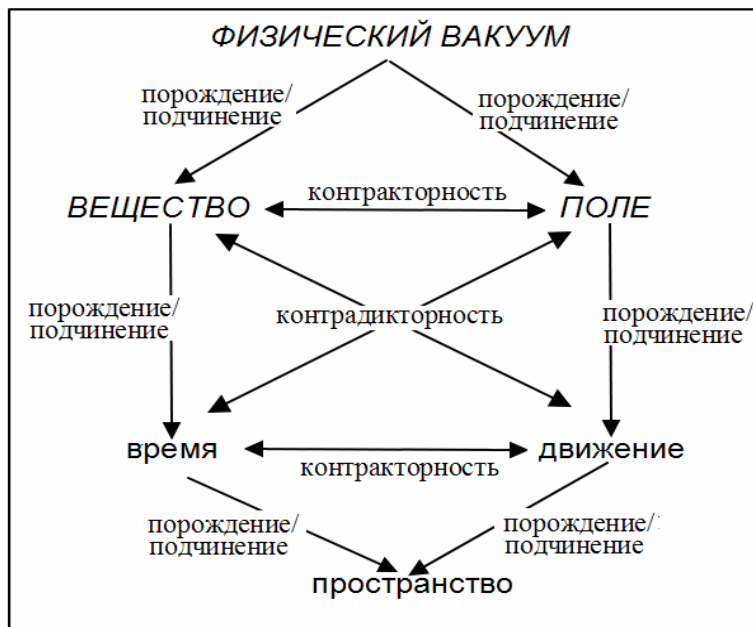 ФИЗИЧЕСКИЙ ВАКУУМ
порождение/
подчинение
порождение/
подчинение
ВЕЩЕСТВО
контракторность
ПОЛЕ
порождение/
подчинение
контрадикторность
порождение/
подчинение
время
контракторность
движение
порождение/
подчинение
порождение/
подчинение
пространство